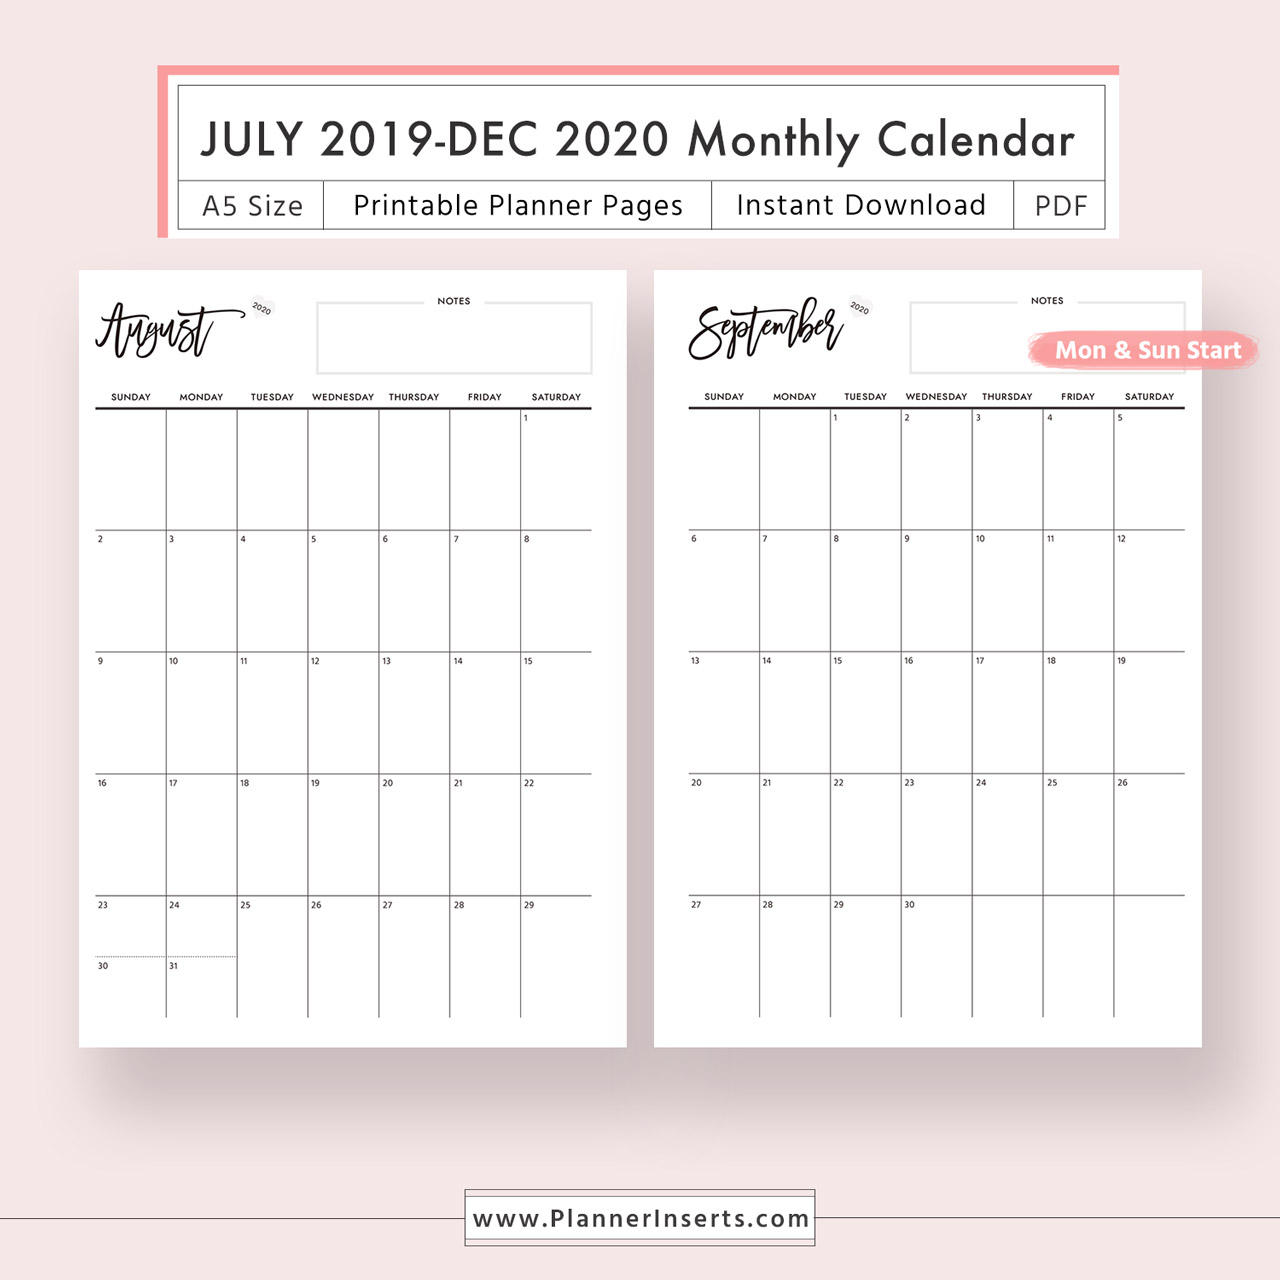 JULY 2019-DEC 2020 Monthly Calendar
A5 Size Printable Planner Pages Instant Download PDF
August 2020
NOTES
SUNDAY MONDAY TUESDAY WEDNESDAY THURSDAY FRIDAY SATURDAY
1
2 3 4 5 6 7 8
9 10 11 12 13 14 15
16 17 18 19 20 21 22
23 24 25 26 27 28 29
30 31
September 2020
NOTES
Mon & Sun Start
SUNDAY MONDAY TUESDAY WEDNESDAY THURSDAY FRIDAY SATURDAY
1 2 3 4 5
6 7 8 9 10 11 12
13 14 15 16 17 18 19
20 21 22 23 24 25 26
27 28 29 30
www.PlannerInserts.com